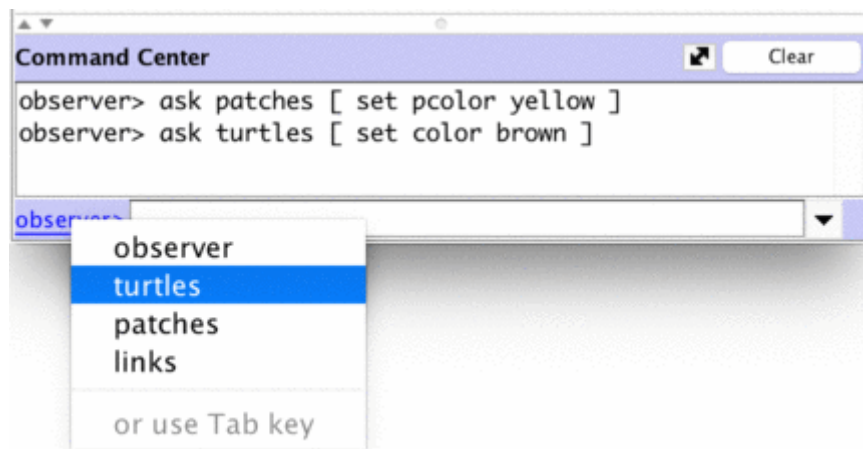 Command Center Clear
observer> ask patches [ set pcolor yellow ]
observer> ask turtles [ set color brown ]
observer>
observer
turtles
patches
links
or use Tab key